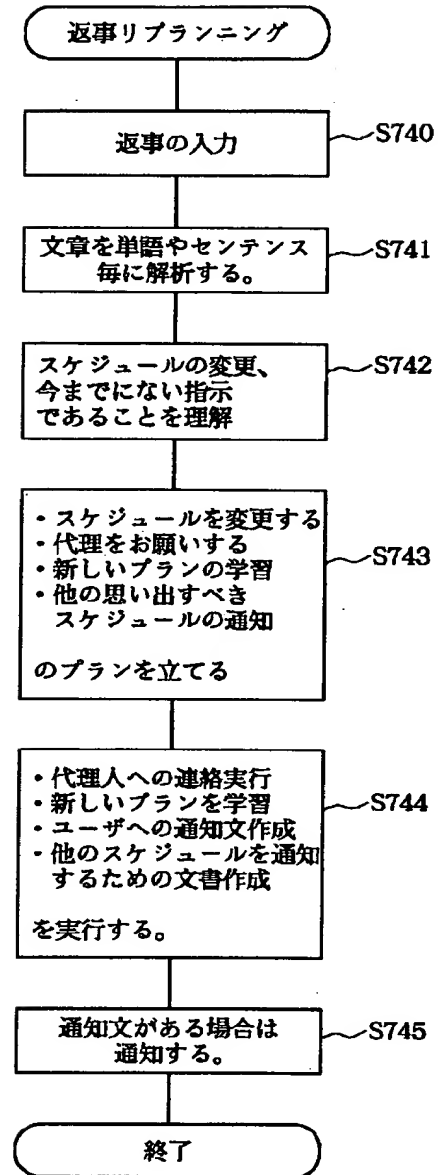 返事リプランニング
返事の入力
S740
文章を単語やセンテンス
毎に解析する。
S741
スケジュールの変更、
今までにない指示
であることを理解
S742
・スケジュールを変更する
・代理をお願いする
・新しいプランの学習
・他の思い出すべき
スケジュールの通知
のプランを立てる
S743
・代理人への連絡実行
・新しいプランを学習
・ユーザへの通知文作成
・他のスケジュールを通知
するための文書作成
を実行する。
S744
通知文がある場合は
通知する。
S745
終了